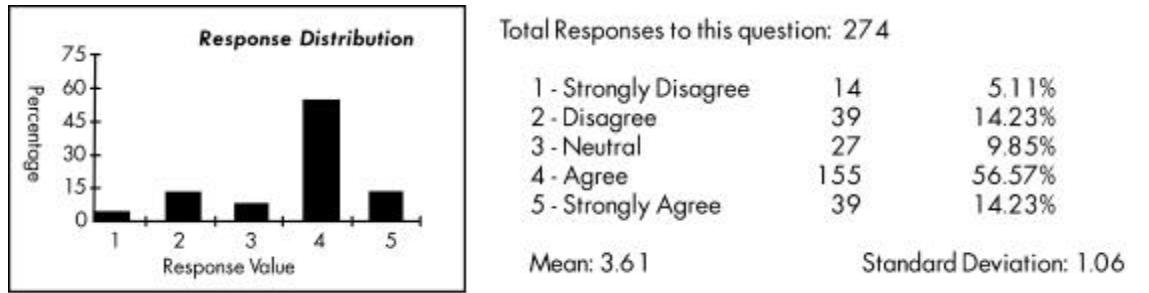 Response Distribution
75
60
45
30
15
0
Percentage
1 2 3 4 5
Response Value
Total Responses to this question: 274
1 - Strongly Disagree 14 5.11%
2 - Disagree 39 14.23%
3 - Neutral 27 9.85%
4 - Agree 155 56.57%
5 - Strongly Agree 39 14.23%
Mean: 3.61 Standard Deviation: 1.06